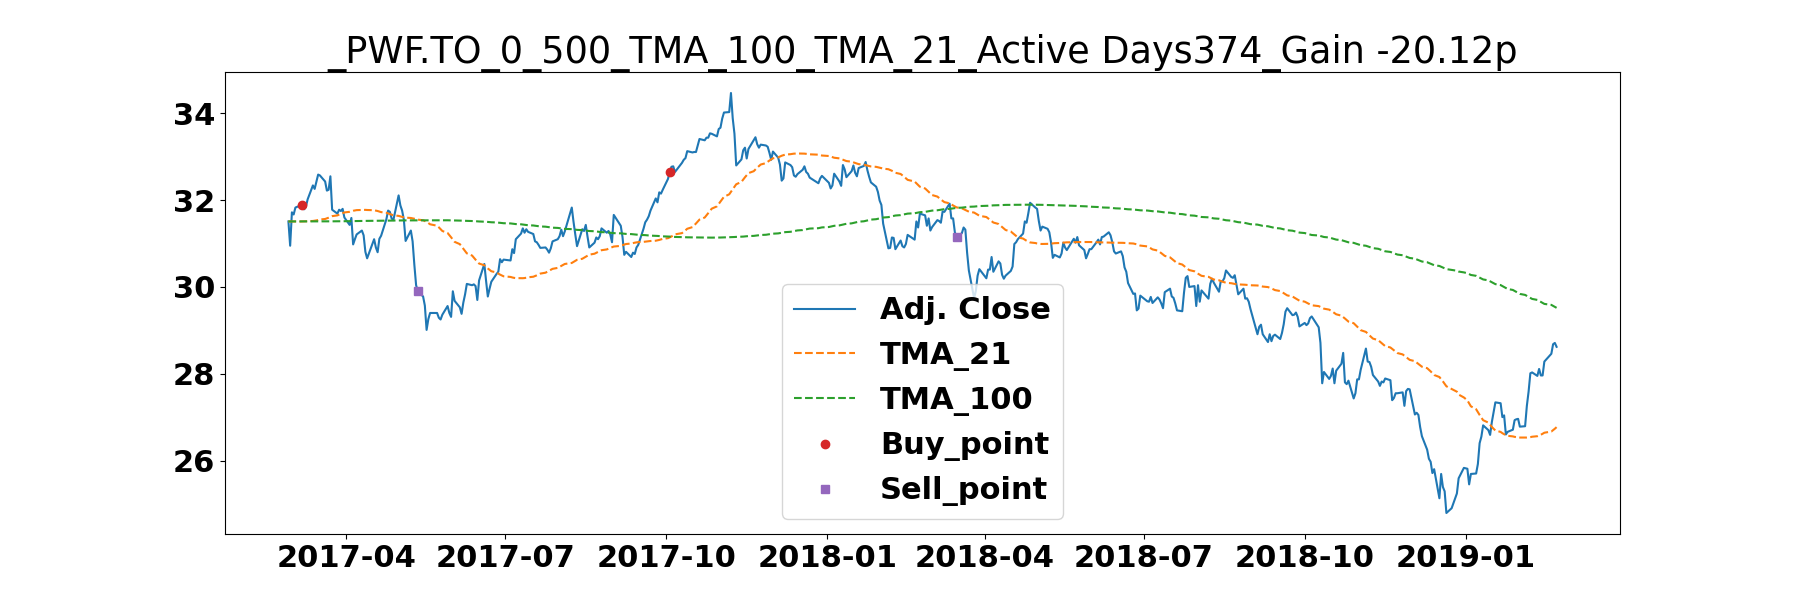 _PWF.TO_0_500_TMA_100_TMA_21_Active Days374_Gain -20.12p
34
32
30
28
26
Adj. Close
TMA_21
TMA_100
Buy_point
Sell_point
2017-04 2017-07 2017-10 2018-01 2018-04 2018-07 2018-10 2019-01